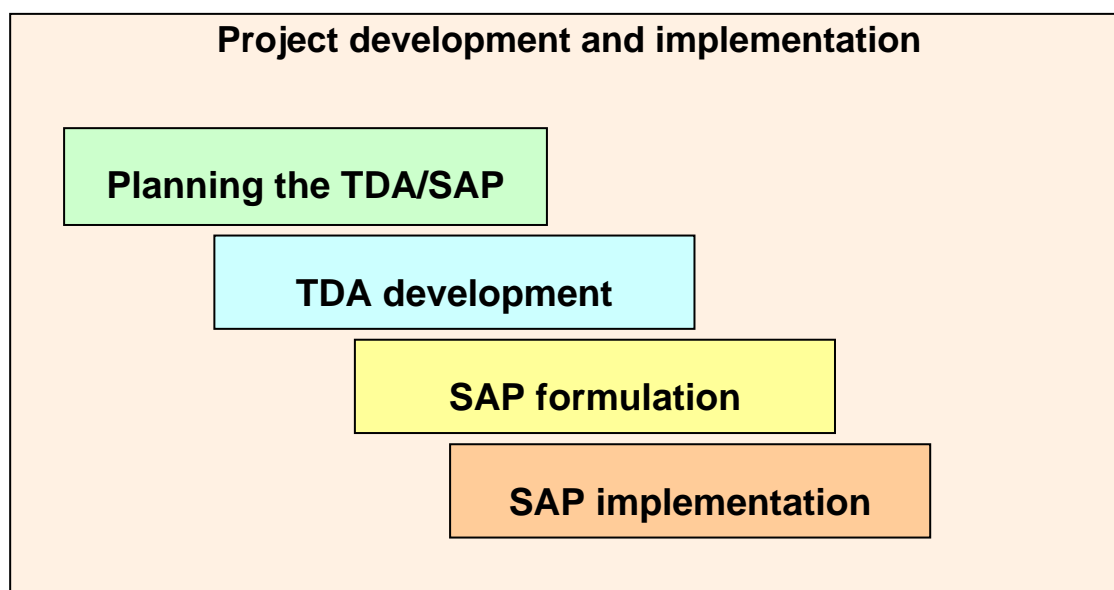 Project development and implementation
Planning the TDA/SAP
TDA development
SAP formulation
SAP implementation